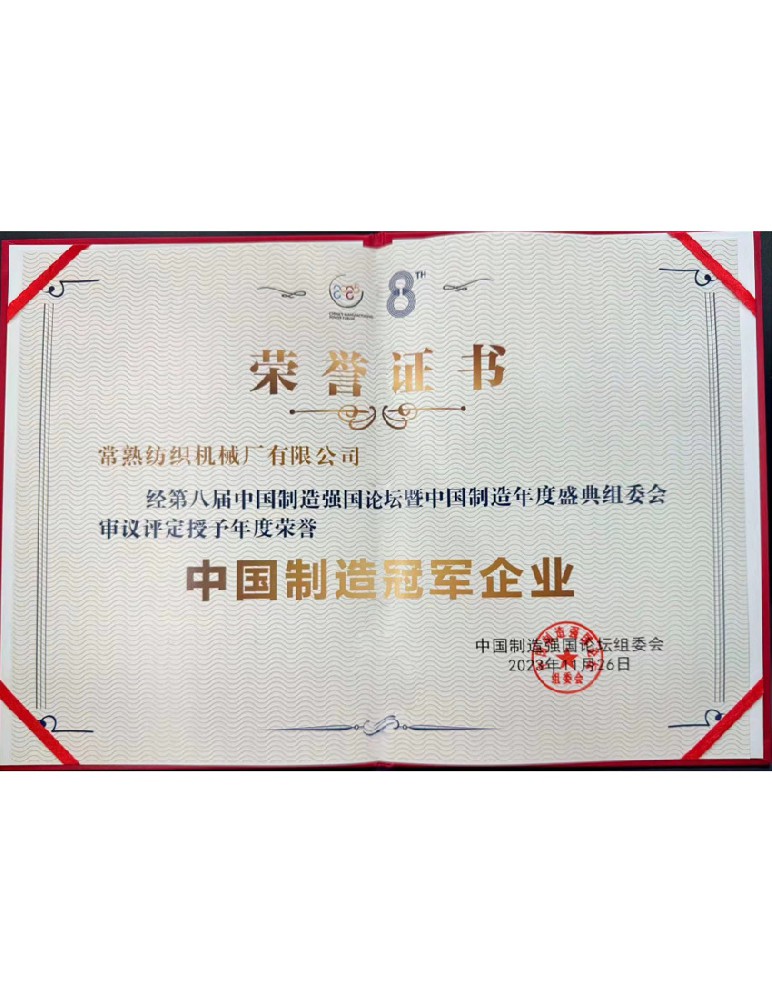 8TH
荣誉证书
常熟纺织机械厂有限公司
经第八届中国制造强国论坛暨中国制造年度盛典组委会
审议评定授予年度荣誉
中国制造冠军企业
中国制造强国论坛组委会
2023年11月26日
组委会